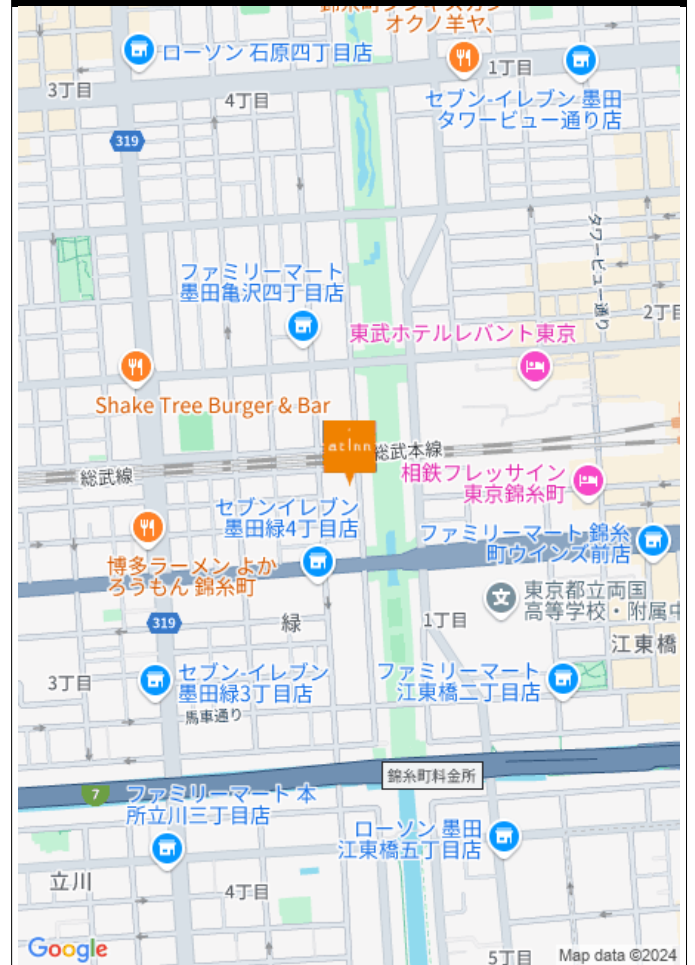 オクノ羊ヤ、
ローソン 石原四丁目店
1丁目
3丁目
4丁目
セブン-イレブン 墨田
タワービュー通り店
319
タワービュー通り
ファミリーマート
墨田亀沢四丁目店
2丁目
東武ホテルレバント東京
Shake Tree Burger & Bar
atinn
総武本線
総武線
相鉄フレッサイン
東京錦糸町
セブンイレブン
墨田緑4丁目店
ファミリーマート 錦糸
町ウインズ前店
博多ラーメン よか
ろうもん 錦糸町
東京都立両国
高等学校・附属中
319
緑
1丁目
江東橋
3丁目
セブン-イレブン
墨田緑3丁目店
ファミリーマート
江東橋二丁目店
馬車通り
錦糸町料金所
7
ファミリーマート 本
所立川三丁目店
ローソン 墨田
江東橋五丁目店
立川
4丁目
5丁目
Google
Map data ©2024